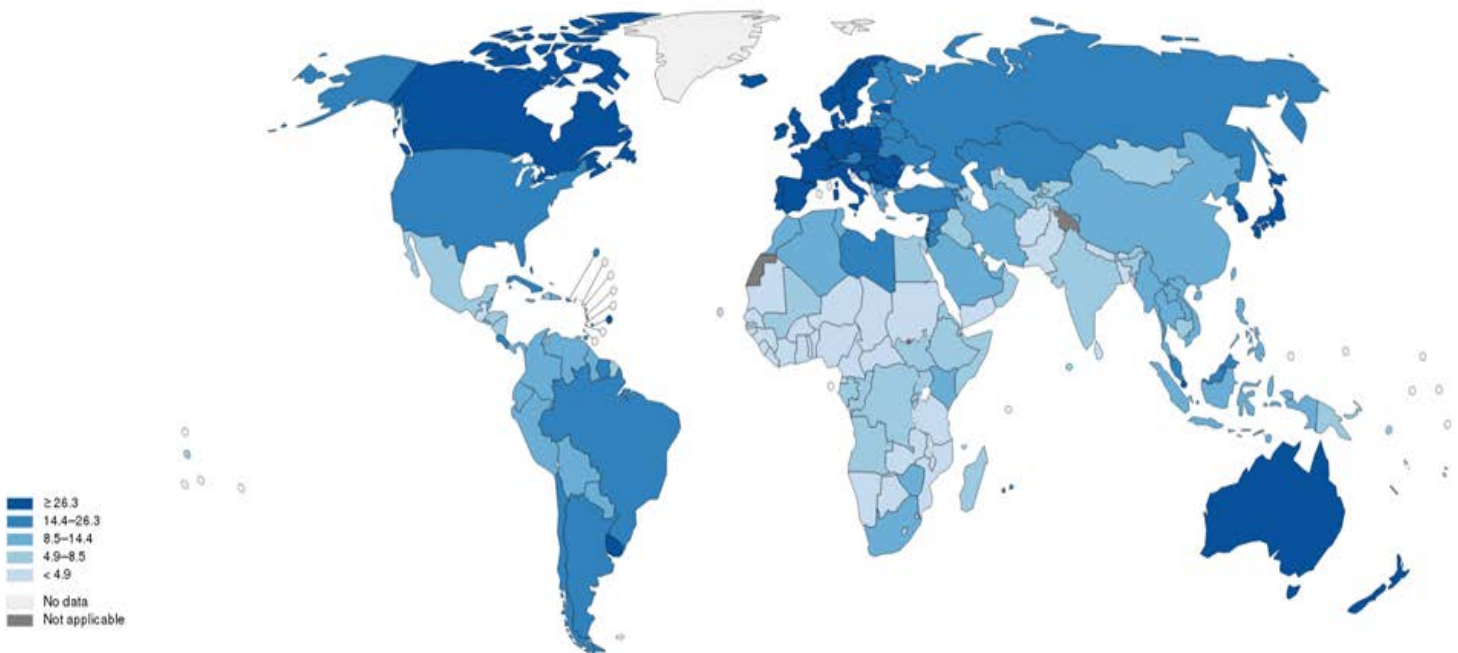 ≥26.3
14.4–26.3
8.5–14.4
4.9–8.5
< 4.9
No data
Not applicable